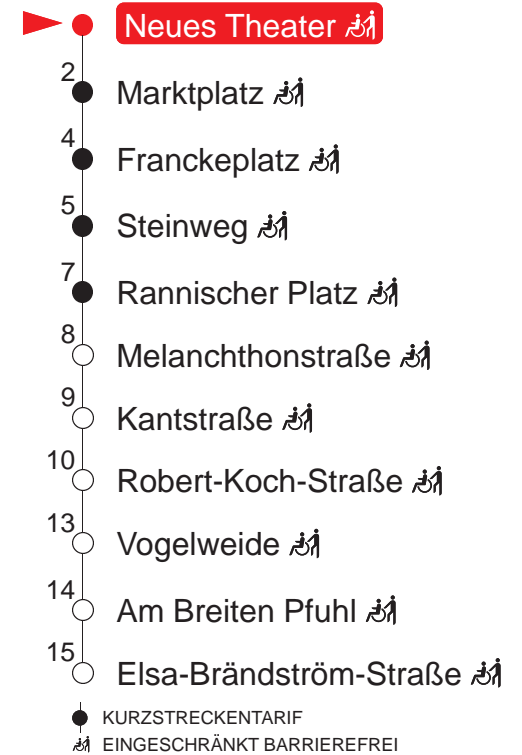 Neues Theater
2
Marktplatz
4
Franckeplatz
5
Steinweg
7
Rannischer Platz
8
Melanchthonstraße
9
Kantstraße
10
Robert-Koch-Straße
13
Vogelweide
14
Am Breiten Pfuhl
15
Elsa-Brändström-Straße
KURZSTRECKENTARIF
EINGESCHRÄNKT BARRIEREFREI